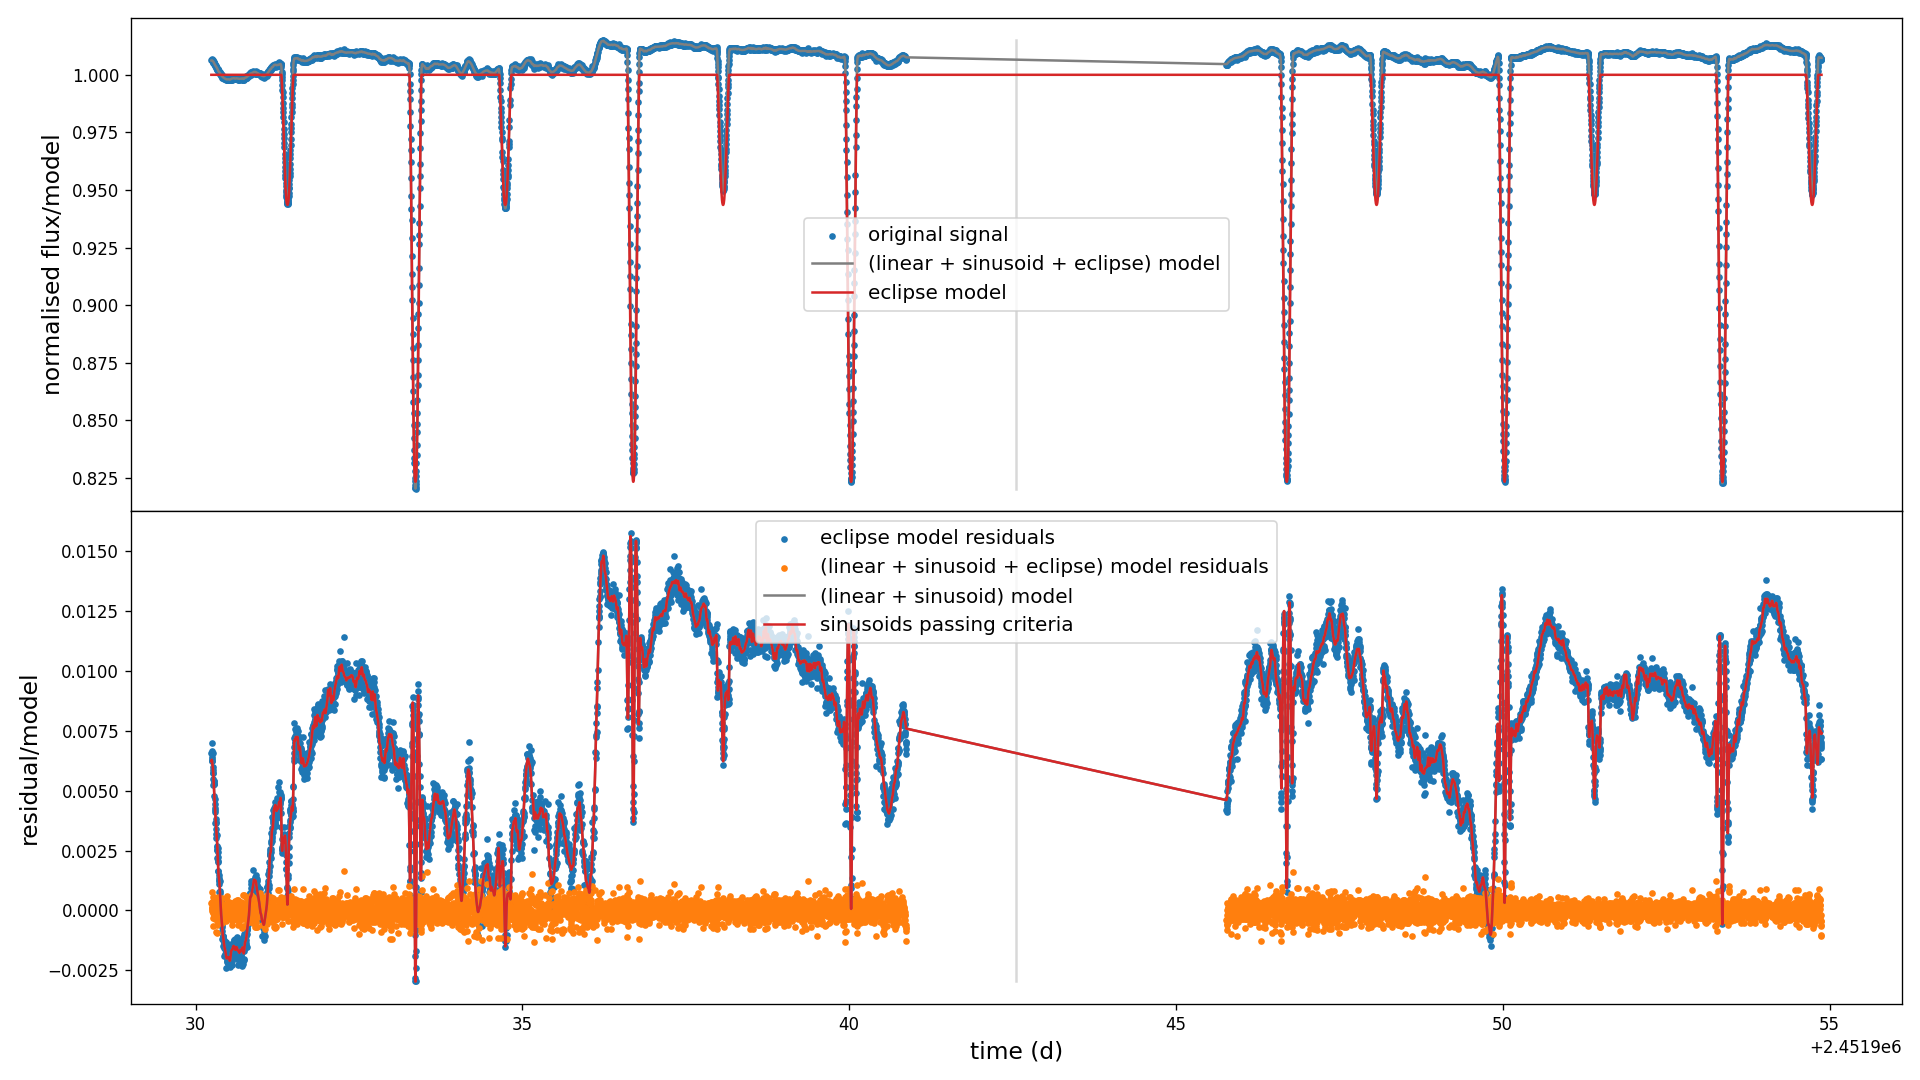 normalised flux/model
1.000
0.975
0.950
0.925
0.900
0.875
0.850
0.825
original signal
(linear + sinusoid + eclipse) model
eclipse model
residual/model
0.0150
0.0125
0.0100
0.0075
0.0050
0.0025
0.0000
−0.0025
eclipse model residuals
(linear + sinusoid + eclipse) model residuals
(linear + sinusoid) model
sinusoids passing criteria
30 35 40 45 50 55
time (d)
+2.4519e6